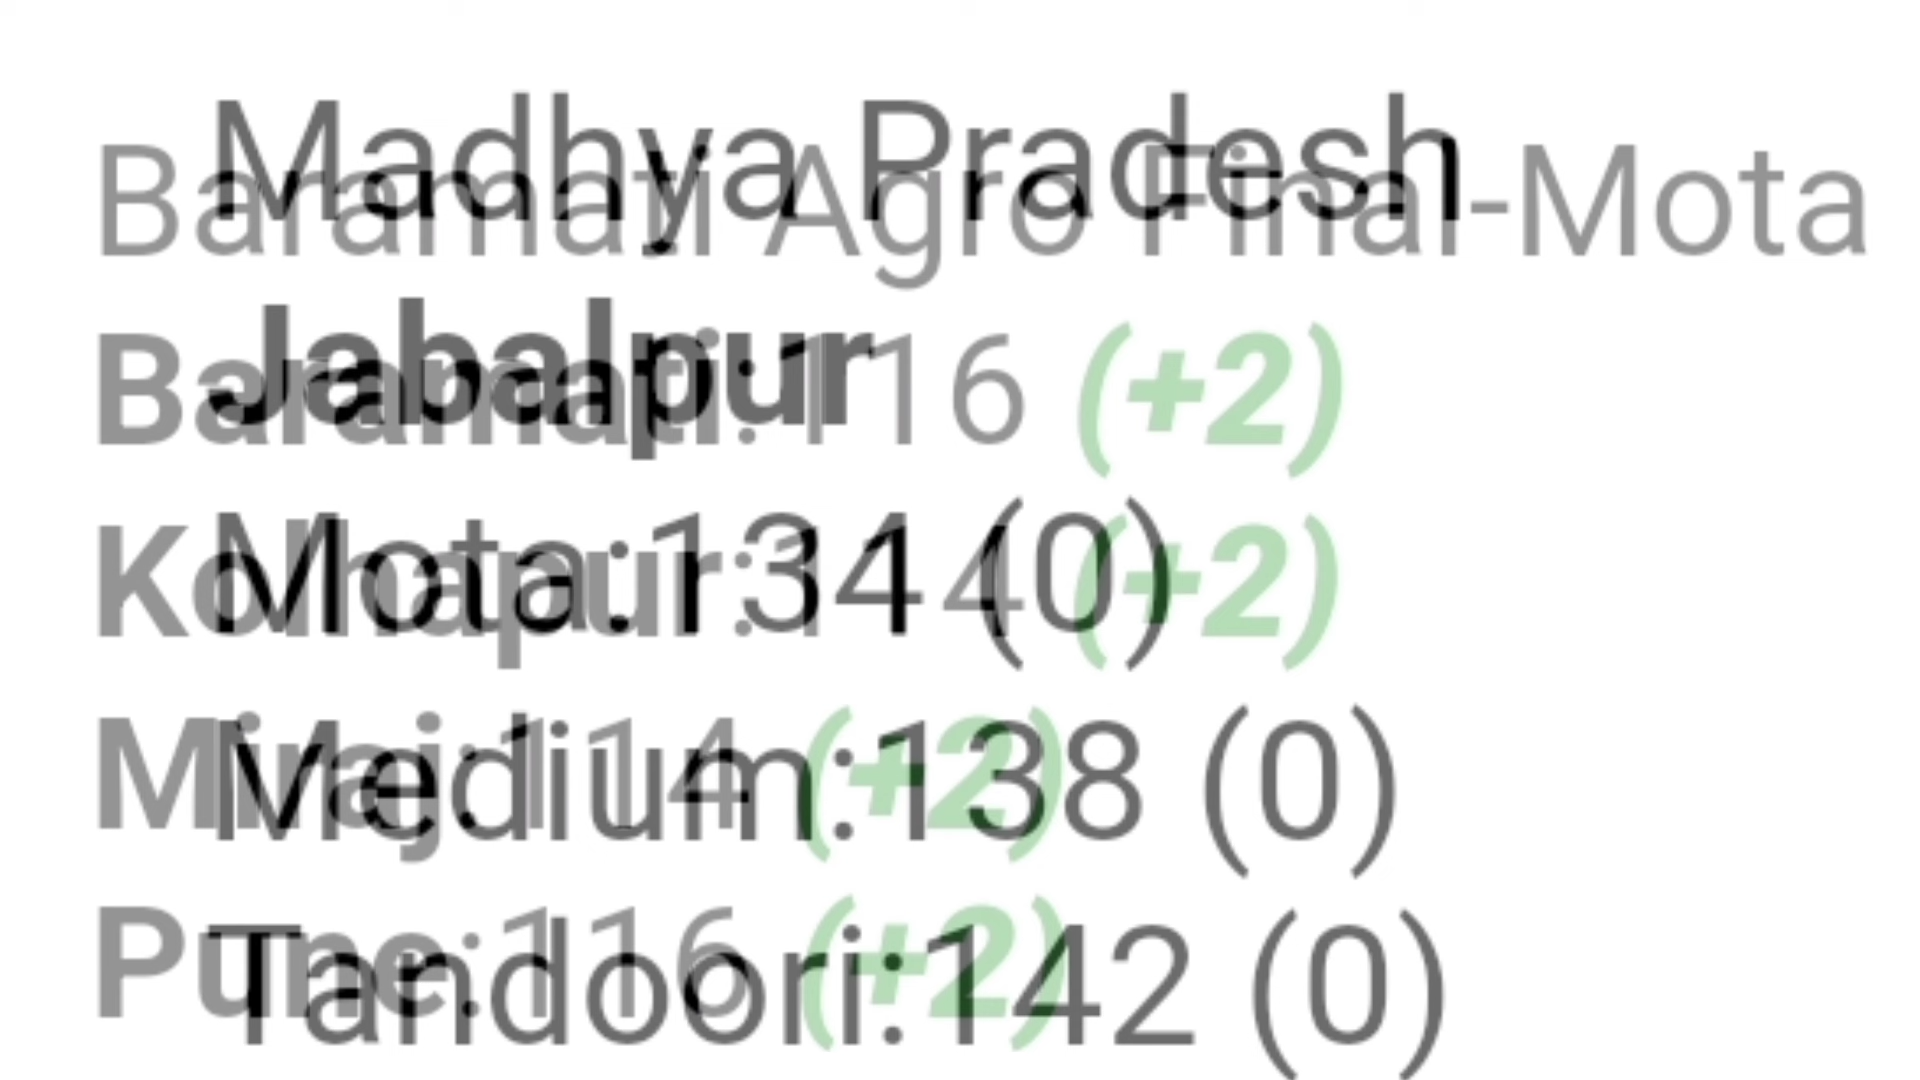 Madhya Pradesh
Jabalpur
Mota:134 (0)
Medium:138 (0)
Tandoori:142 (0)
Baramati Agro Final-Mota
Baramati:116 (+2)
Kolhapur:114 (+2)
Miraj:114 (+2)
Pune:116 (+2)